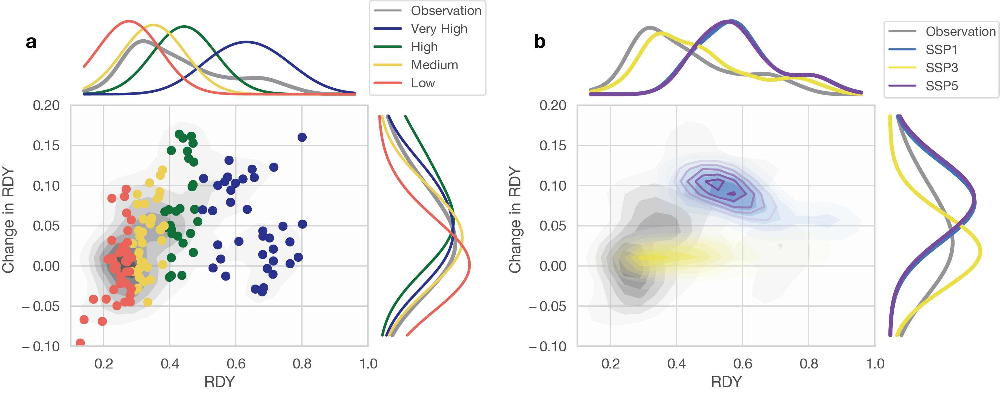 a
Observation
Very High
High
Medium
Low
0.20
0.15
0.10
0.05
0.00
−0.05
−0.10
Change in RDY
0.2 0.4 0.6 0.8 1.0
RDY
b
Observation
SSP1
SSP3
SSP5
0.20
0.15
0.10
0.05
0.00
−0.05
−0.10
Change in RDY
0.2 0.4 0.6 0.8 1.0
RDY